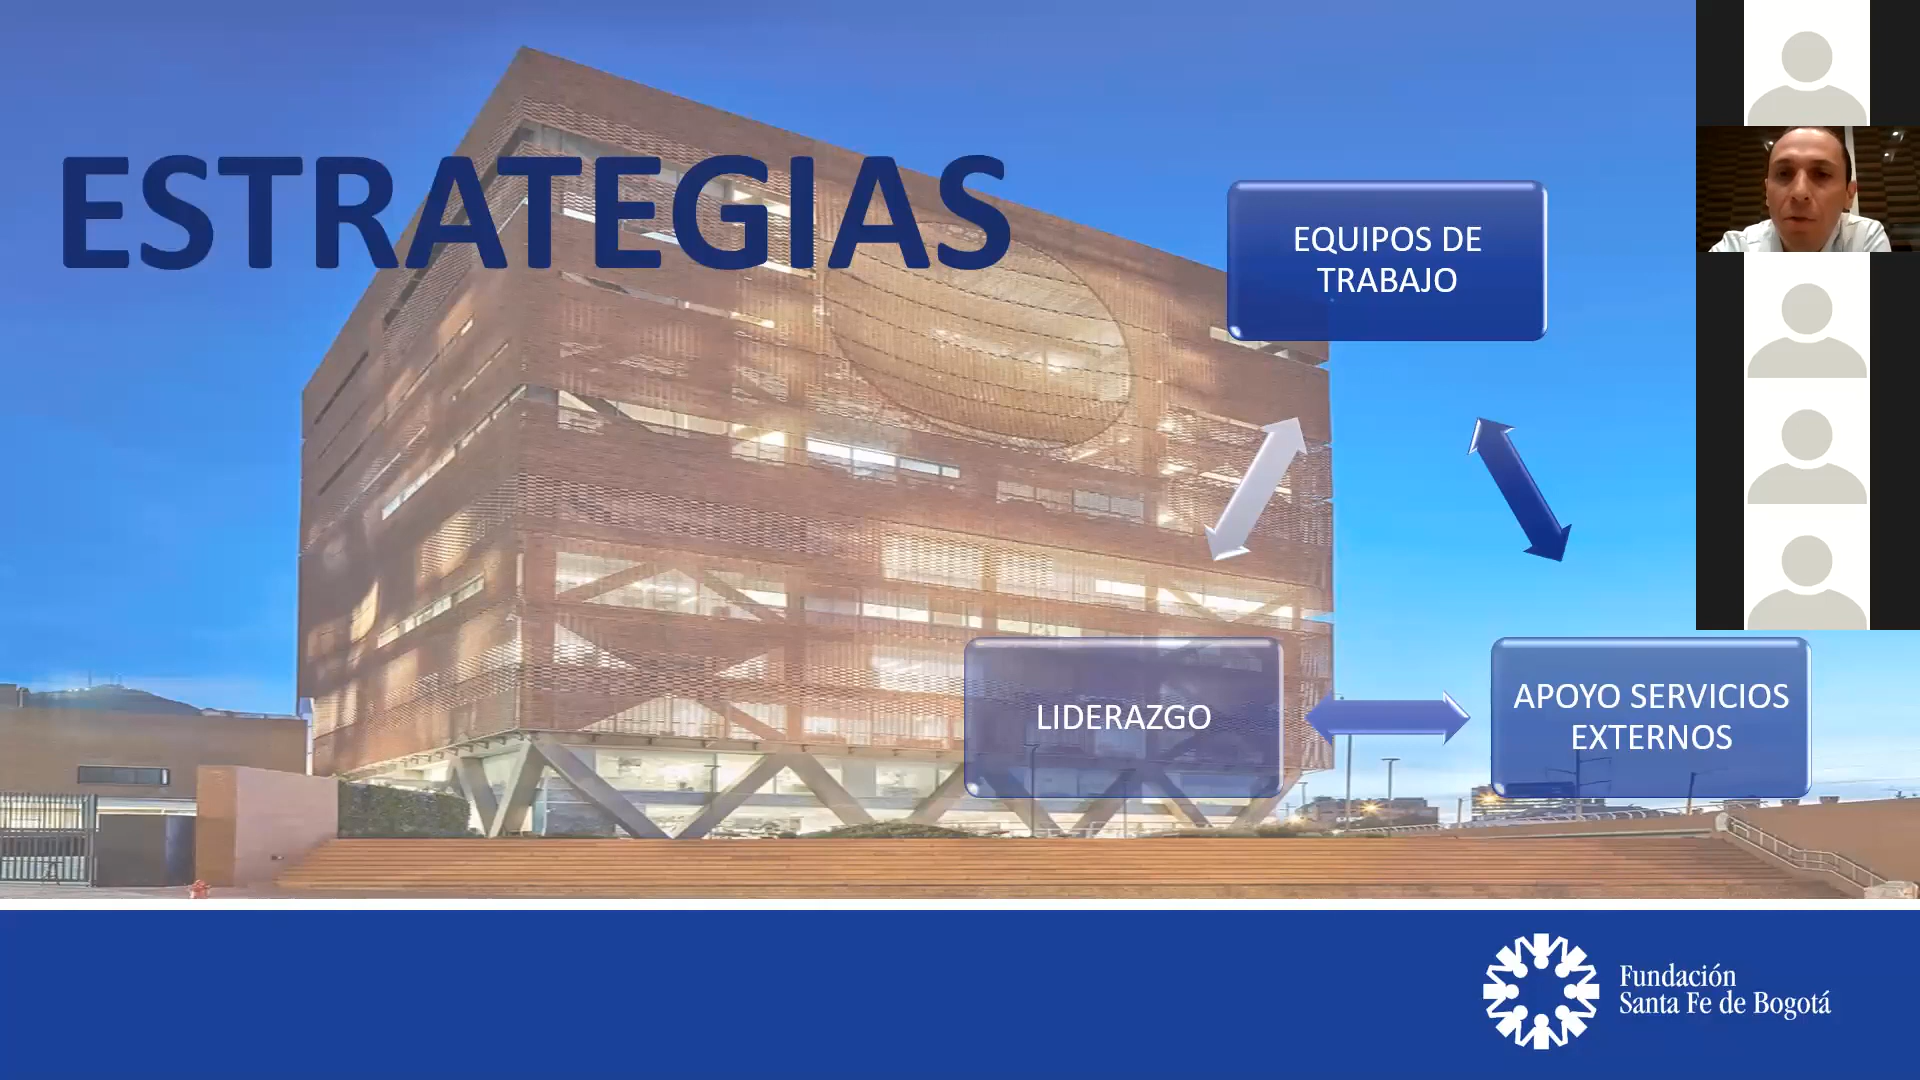 ESTRATEGIAS
EQUIPOS DE
TRABAJO
LIDERAZGO
APOYO SERVICIOS
EXTERNOS
Fundación
Santa Fe de Bogotá